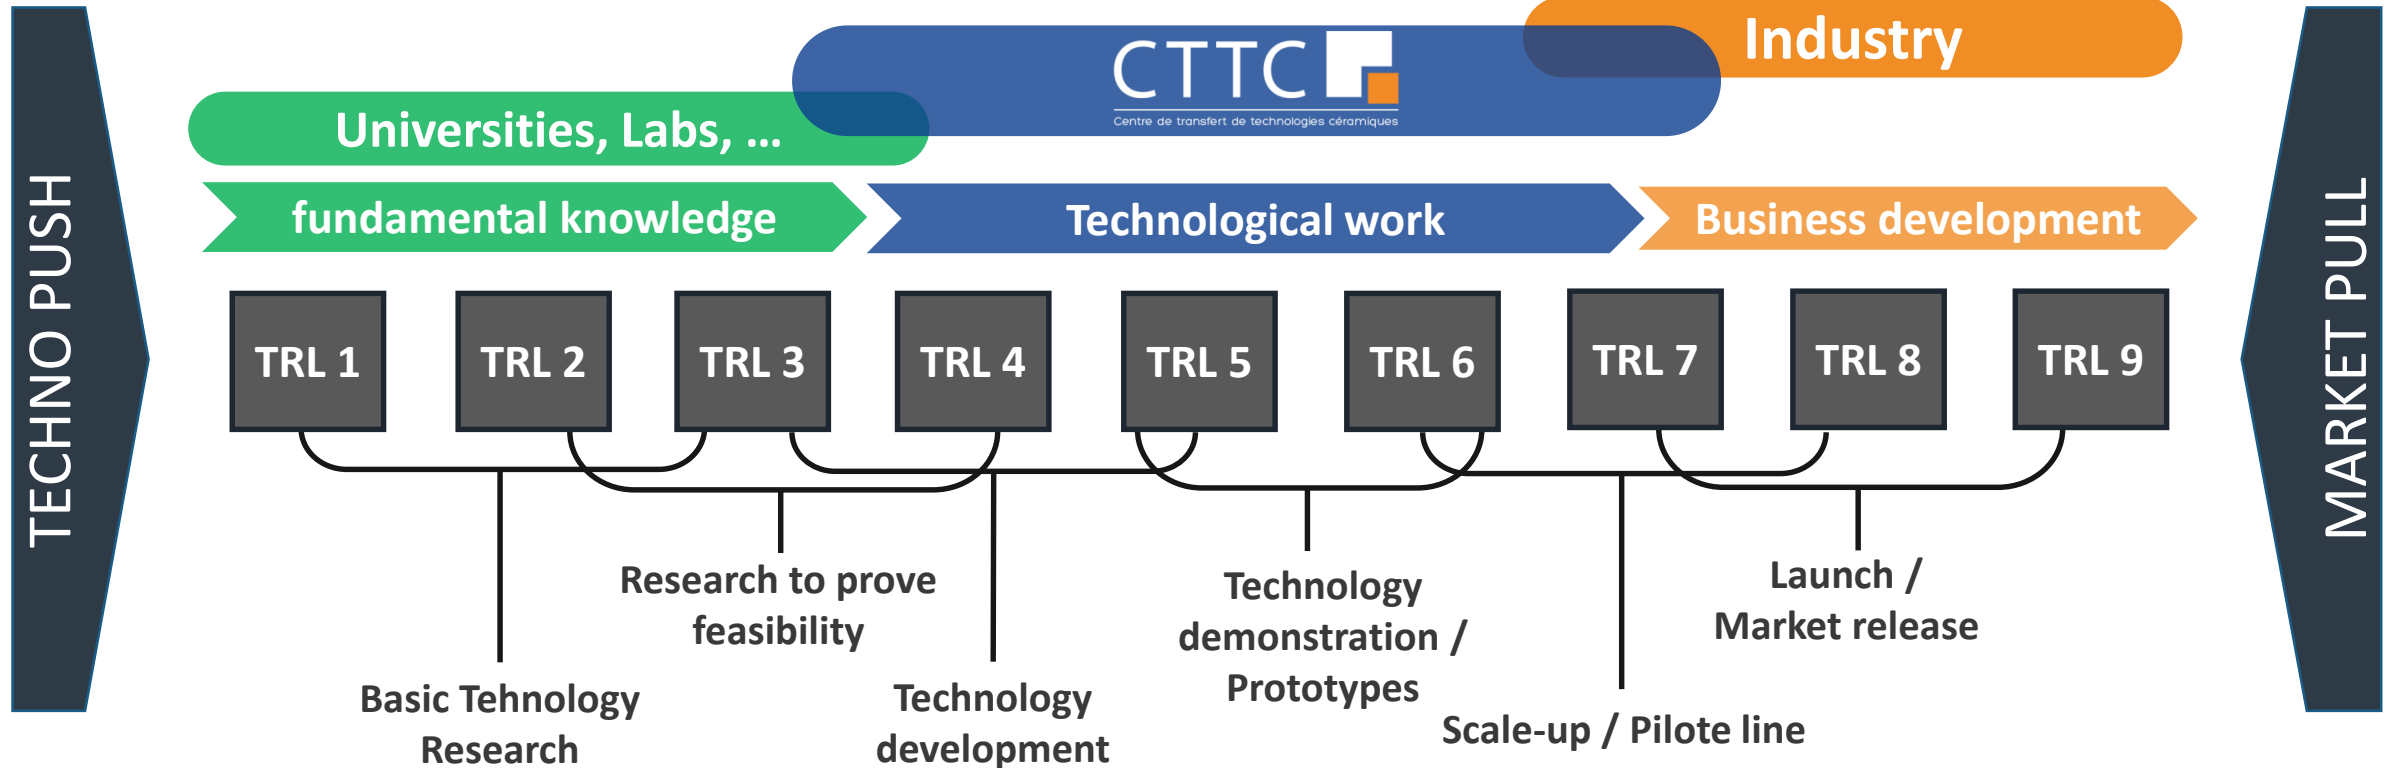 TECHNO PUSH
Industry
CTTC
Centre de transfert de technologies céramiques
Universities, Labs, ...
fundamental knowledge
Technological work
Business development
TRL 1
TRL 2
TRL 3
TRL 4
TRL 5
TRL 6
TRL 7
TRL 8
TRL 9
Basic Tehnology
Research
Research to prove
feasibility
Technology
development
Technology
demonstration /
Prototypes
Scale-up / Pilote line
Launch /
Market release
MARKET PULL